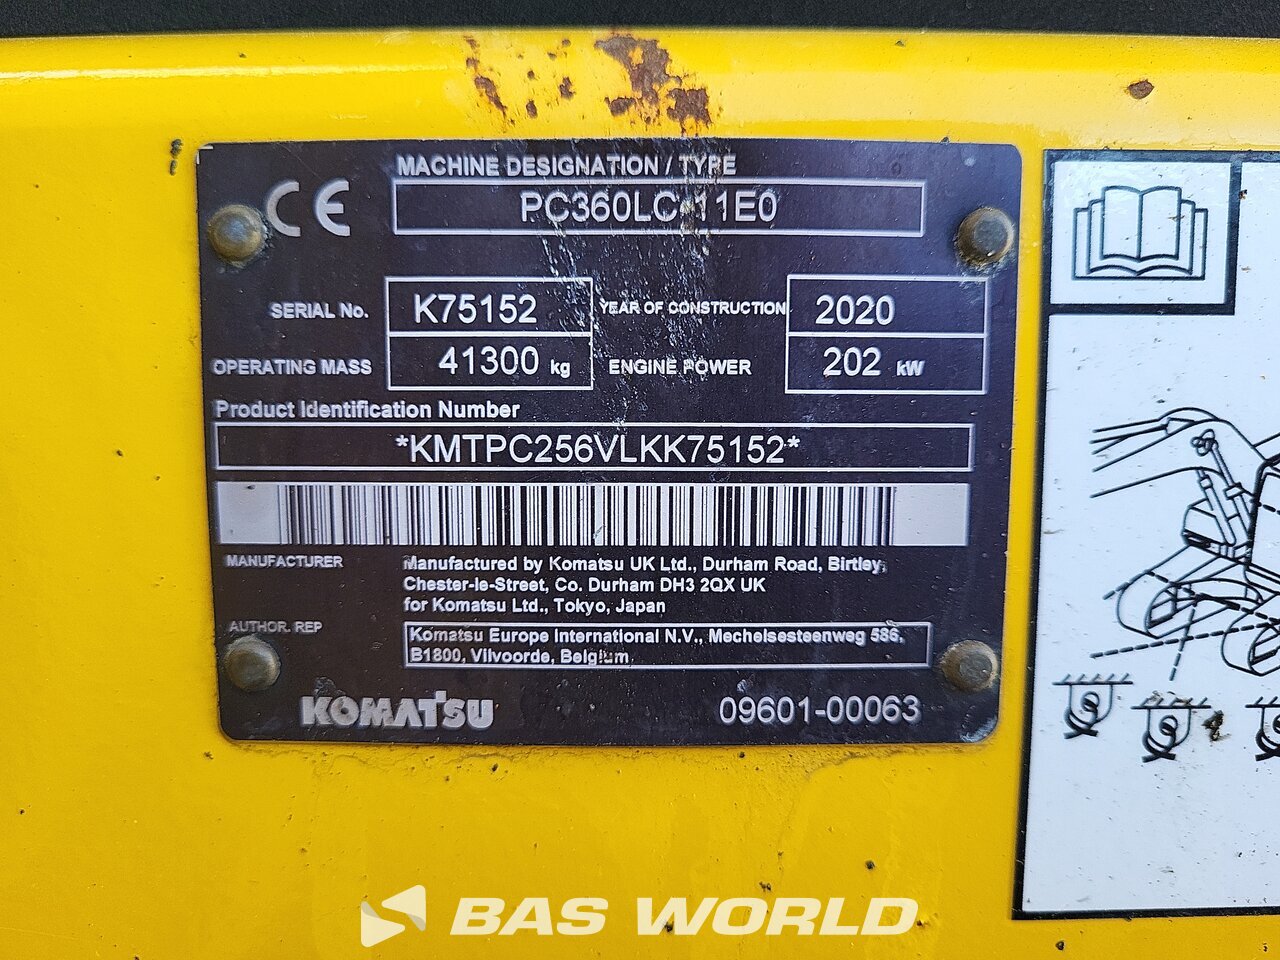 MACHINE DESIGNATION / TYPE
CE PC360LC-11E0
SERIAL No. K75152 YEAR OF CONSTRUCTION 2020
OPERATING MASS 41300 kg ENGINE POWER 202 kW
Product Identification Number
*KMTPC256VLKK75152*
MANUFACTURER Manufactured by Komatsu UK Ltd., Durham Road, Birtley,
Chester-le-Street, Co. Durham DH3 2QX UK
for Komatsu Ltd., Tokyo, Japan
AUTHOR. REP Komatsu Europe International N.V., Mechelsesteenweg 586,
B1800, Vilvoorde, Belgium
KOMATSU 09601-00063
BAS WORLD